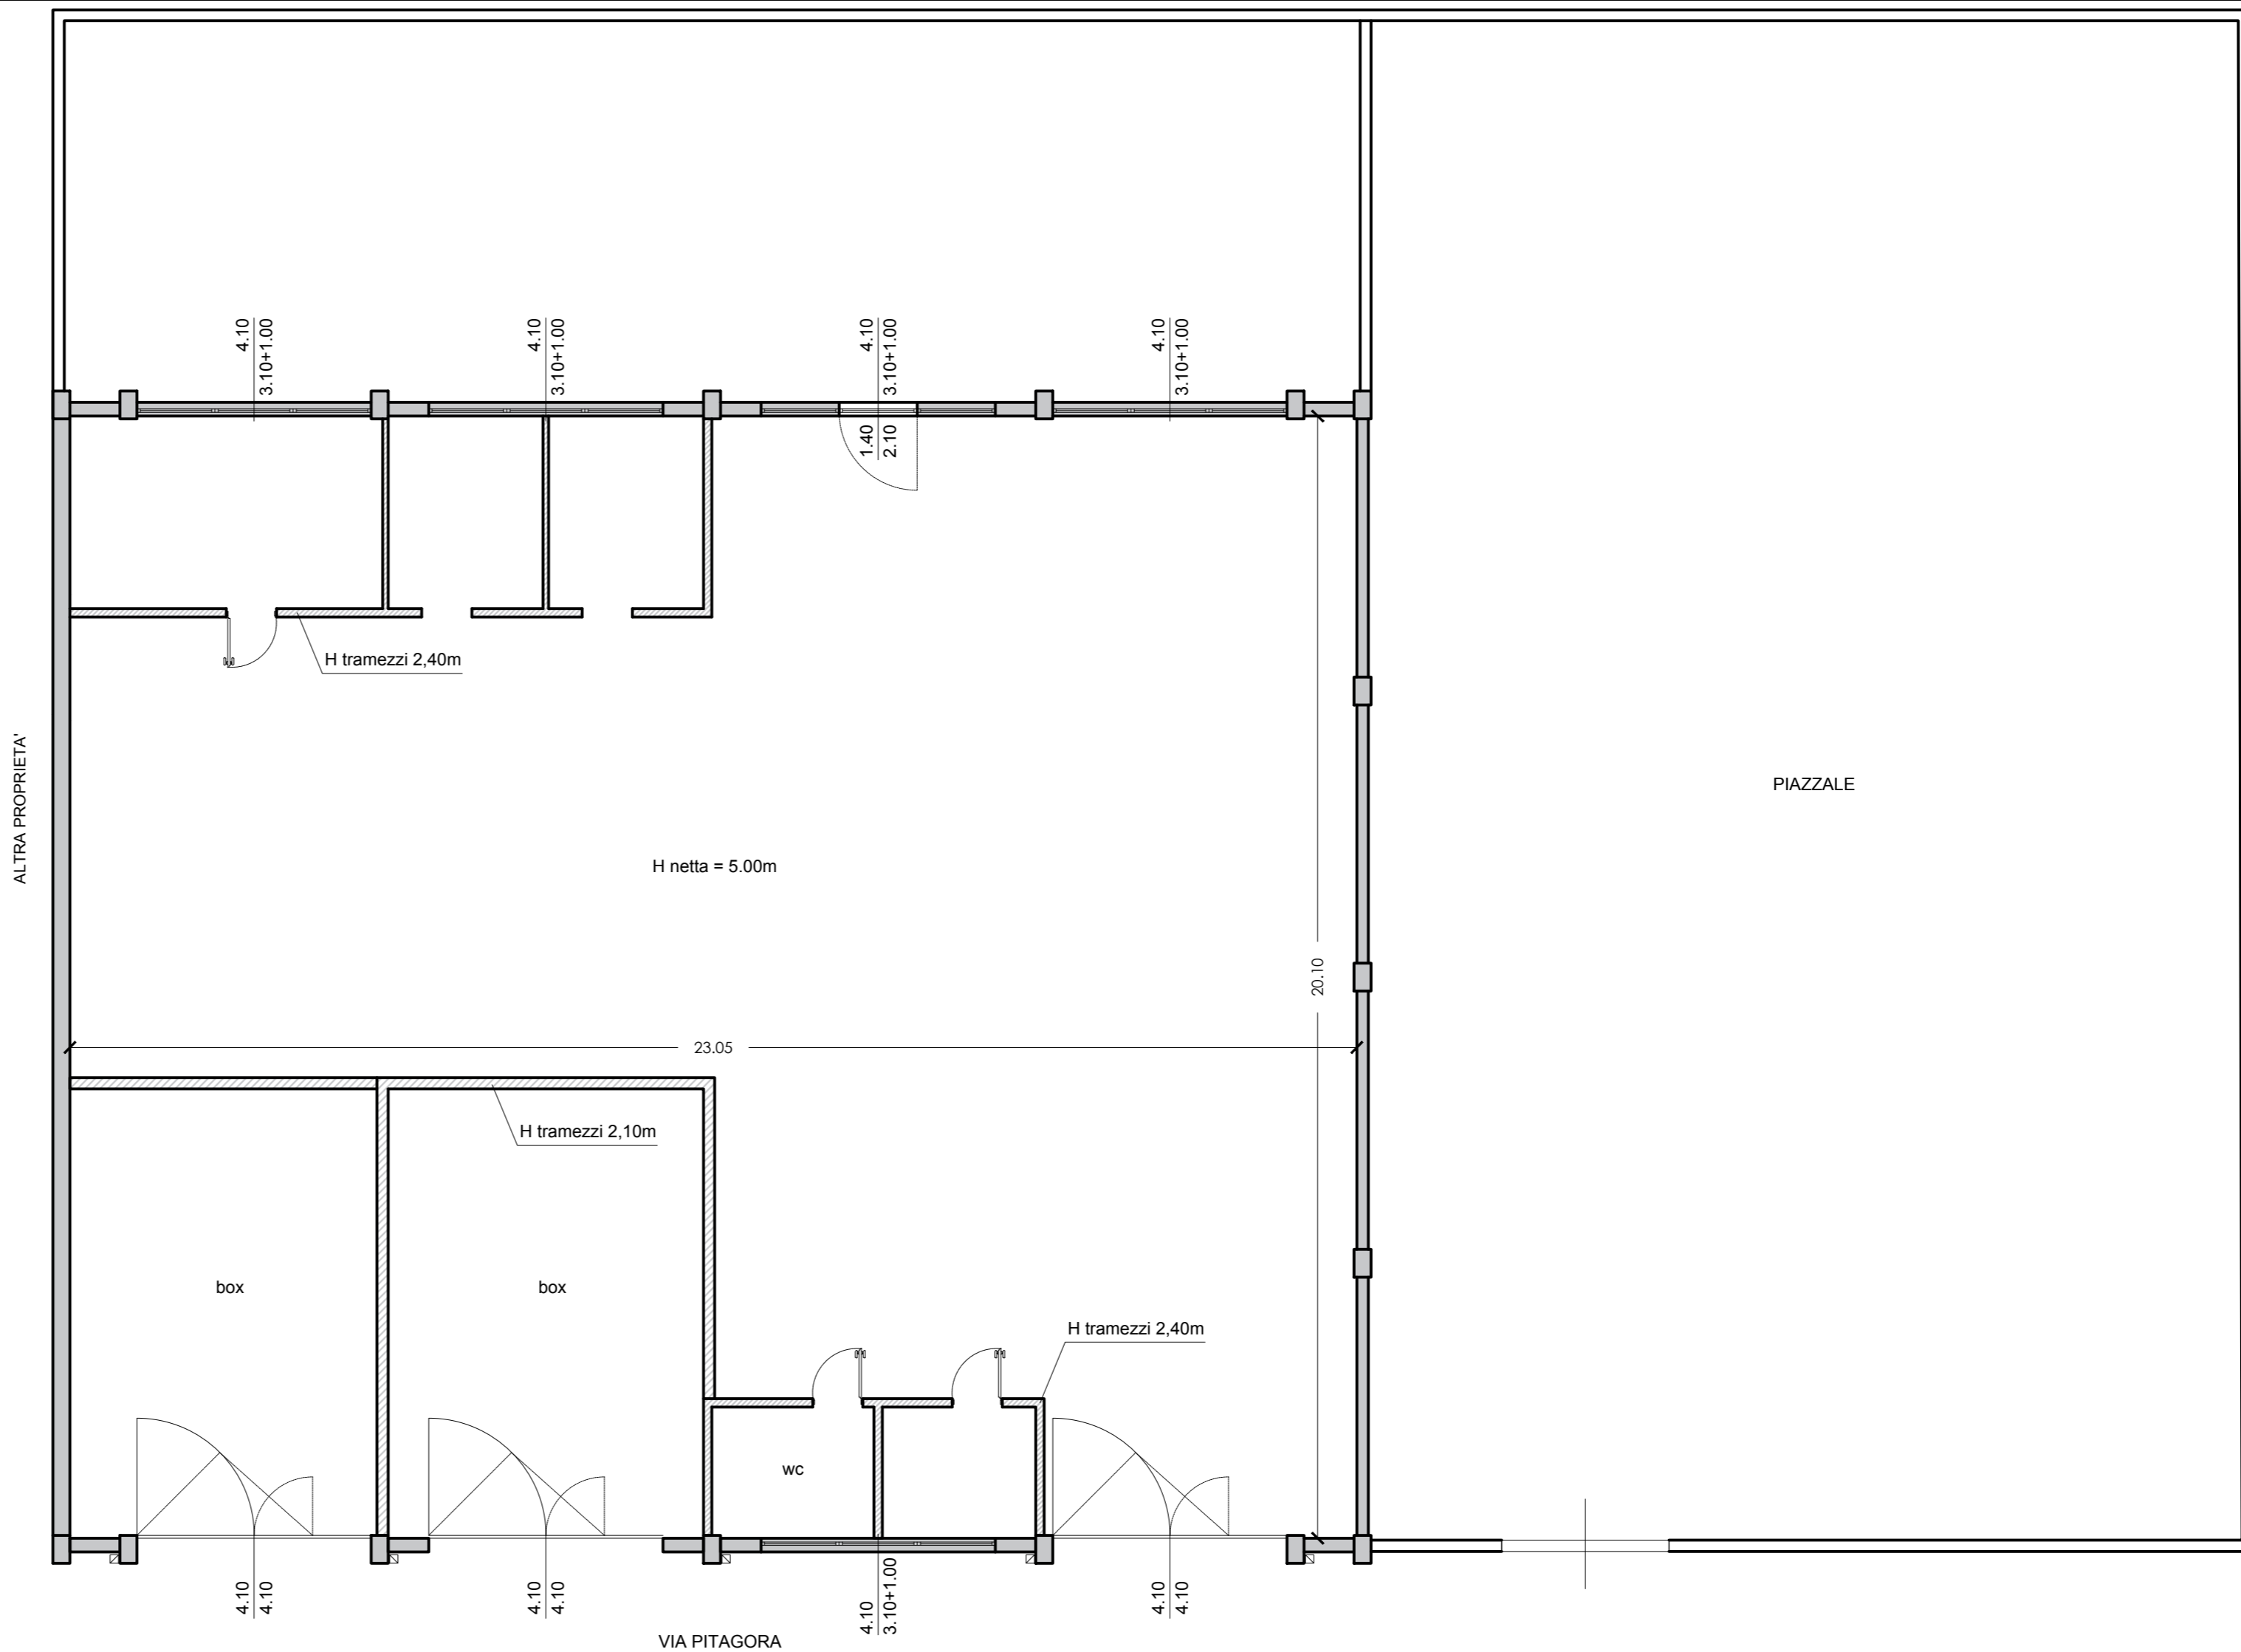 4.10
3.10+1.00
4.10
3.10+1.00
4.10
3.10+1.00
4.10
3.10+1.00
1.40
2.10
H tramezzi 2,40m
ALTRA PROPRIETA'
PIAZZALE
H netta = 5.00m
20.10
23.05
H tramezzi 2,10m
box
box
H tramezzi 2,40m
wc
4.10
4.10
4.10
4.10
4.10
3.10+1.00
4.10
4.10
VIA PITAGORA